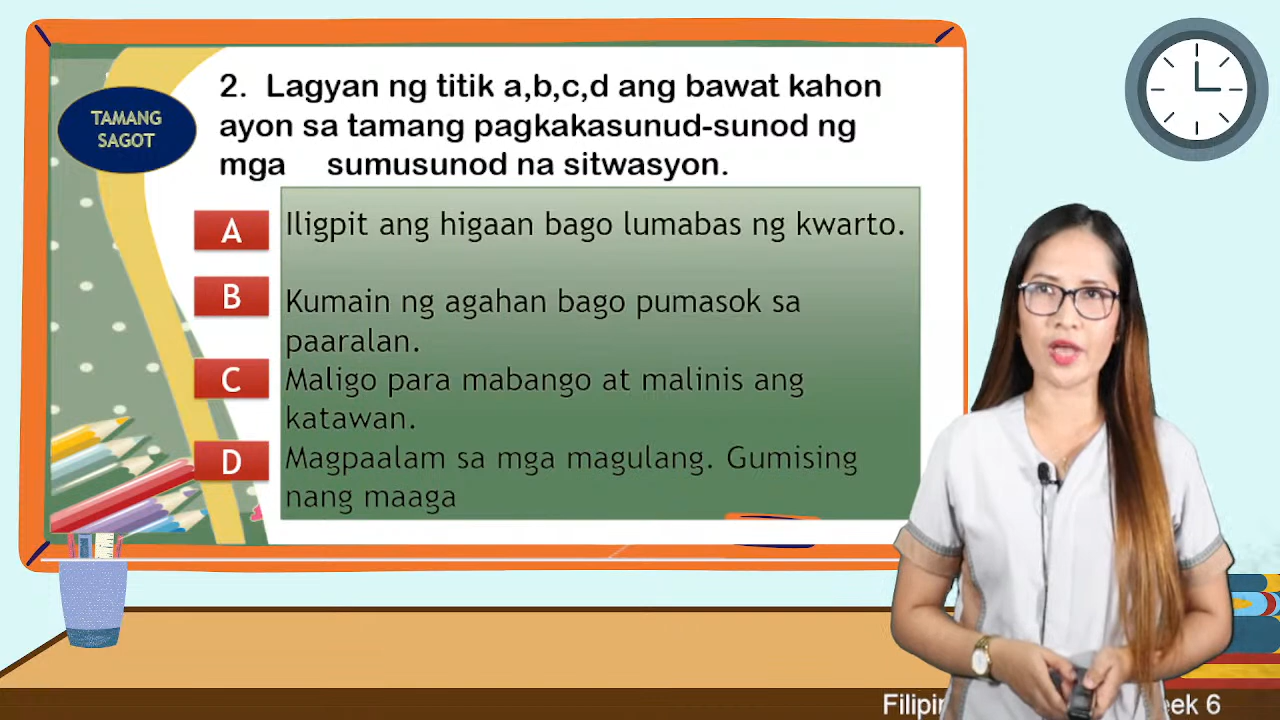 TAMANG
SAGOT
2. Lagyan ng titik a,b,c,d ang bawat kahon
ayon sa tamang pagkakasunud-sunod ng
mga sumusunod na sitwasyon.
A
Iligpit ang higaan bago lumabas ng kwarto.
B
Kumain ng agahan bago pumasok sa
paaralan.
C
Maligo para mabango at malinis ang
katawan.
D
Magpaalam sa mga magulang. Gumising
nang maaga
6